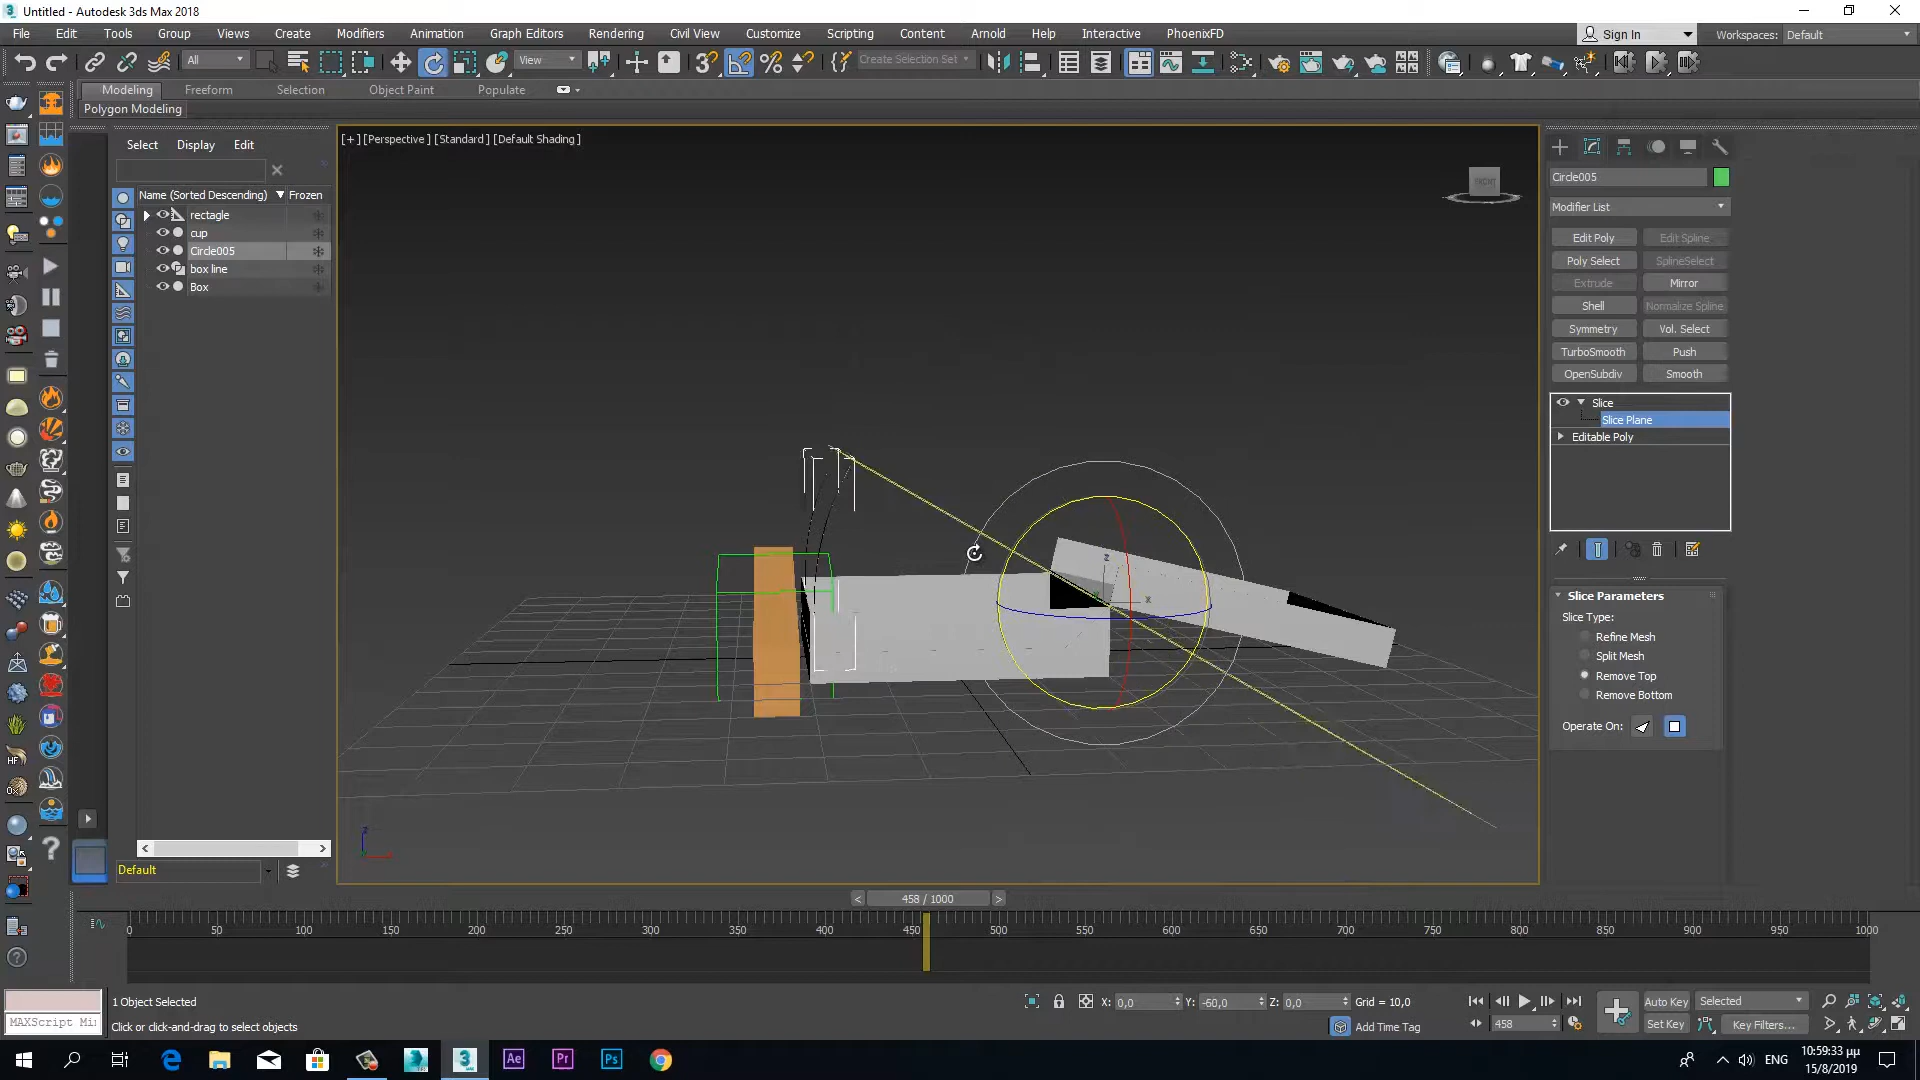 Untitled - Autodesk 3ds Max 2018
File Edit Tools Group Views Create Modifiers Animation Graph Editors Rendering Civil View Customize Scripting Content Arnold Help Interactive PhoenixFD
Sign In
Workspaces: Default
All
View
Create Selection Set
Modeling Freeform Selection Object Paint Populate
Polygon Modeling
Select Display Edit
Name (Sorted Descending) Frozen
rectagle
cup
Circle005
box line
Box
Default
[+] [Perspective] [Standard] [Default Shading]
FRONT
Circle005
Modifier List
Edit Poly Edit Spline
Poly Select SplineSelect
Extrude Mirror
Shell Normalize Spline
Symmetry Vol. Select
TurboSmooth Push
OpenSubdiv Smooth
Slice
Slice Plane
Editable Poly
Slice Parameters
Slice Type:
Refine Mesh
Split Mesh
Remove Top
Remove Bottom
Operate On:
< 458 / 1000 >
0 50 100 150 200 250 300 350 400 450 500 550 600 650 700 750 800 850 900 950 1000
MAXScript Mi
1 Object Selected
Click or click-and-drag to select objects
X: 0,0 Y: -60,0 Z: 0,0 Grid = 10,0
Add Time Tag
458
Auto Key Selected
Set Key Key Filters...
ENG
10:59:33 μμ
15/8/2019